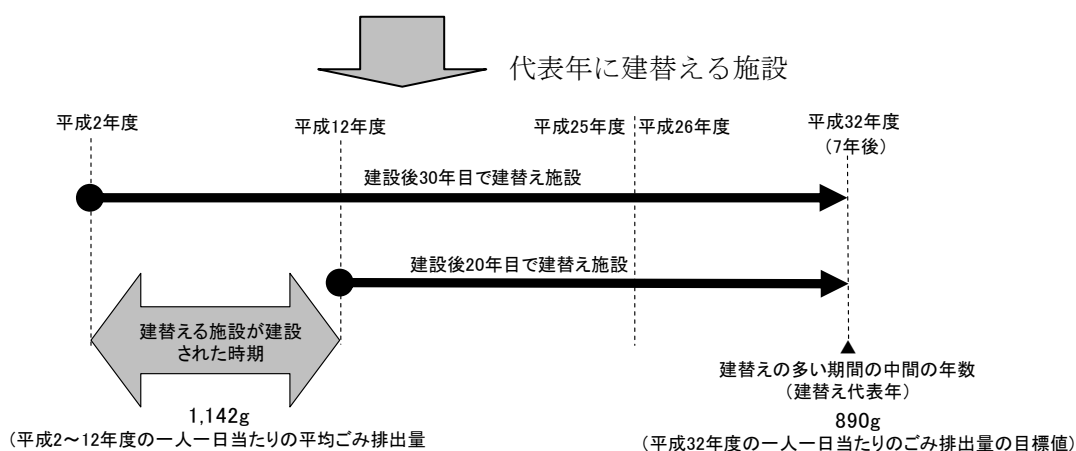 代表年に建替える施設
平成2年度
平成12年度
平成25年度
平成26年度
平成32年度
(7年後)
建設後30年目で建替え施設
建設後20年目で建替え施設
建替える施設が建設
された時期
建替えの多い期間の中間の年数
(建替え代表年)
1,142g
(平成2～12年度の一人一日当たりの平均ごみ排出量
890g
(平成32年度の一人一日当たりのごみ排出量の目標値)